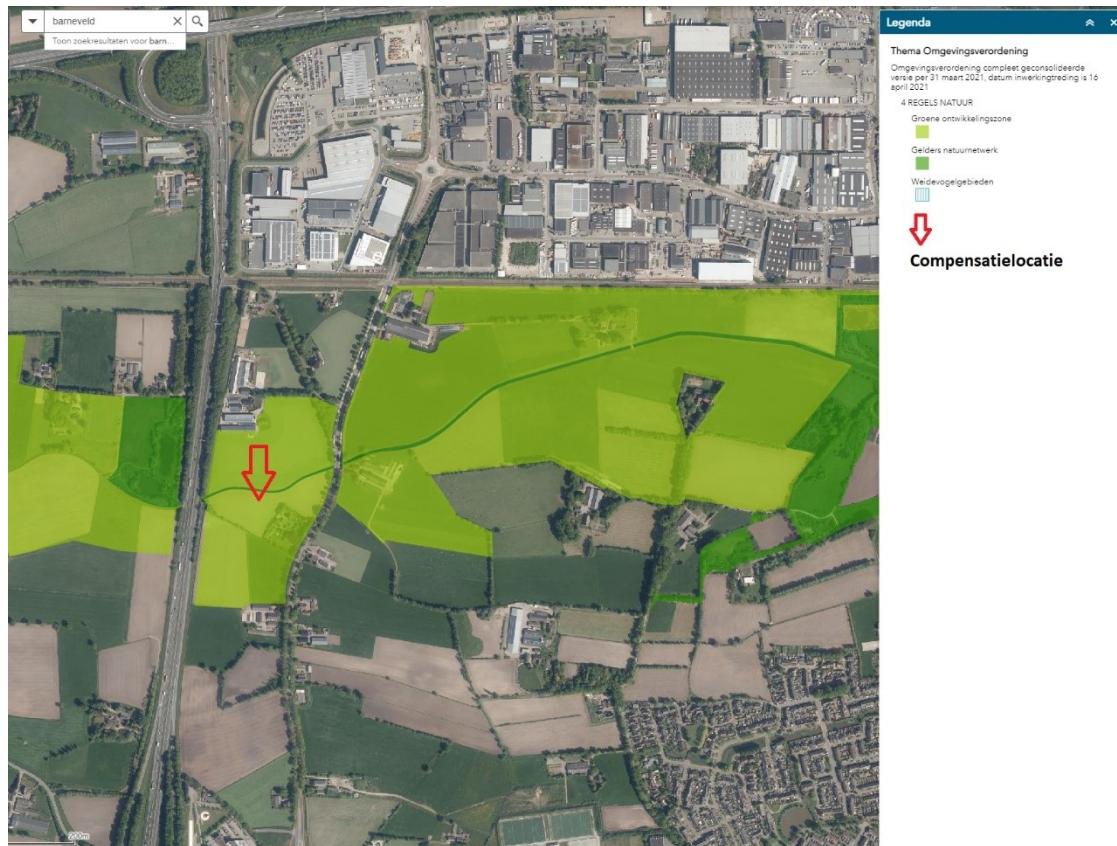 barneveld
Toon zoekresultaten voor barn...
Legenda
Thema Omgevingsverordening
Omgevingsverordening compleet geconsolideerde
versie per 31 maart 2021, datum inwerkingtreding is 16
april 2021
4 REGELS NATUUR
Groene ontwikkelingszone
Gelders natuurnetwerk
Weidevogelgebieden
Compensatielocatie
200m